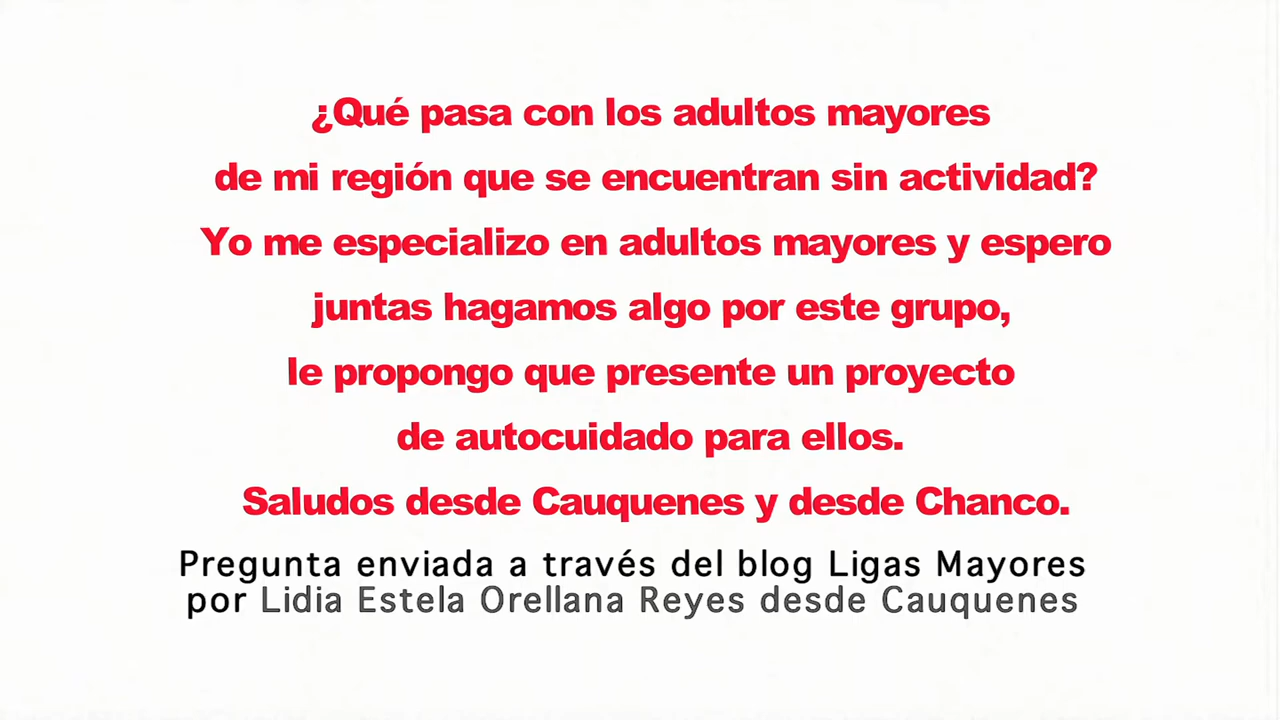 ¿Qué pasa con los adultos mayores
de mi región que se encuentran sin actividad?
Yo me especializo en adultos mayores y espero
juntas hagamos algo por este grupo,
le propongo que presente un proyecto
de autocuidado para ellos.
Saludos desde Cauquenes y desde Chanco.
Pregunta enviada a través del blog Ligas Mayores
por Lidia Estela Orellana Reyes desde Cauquenes